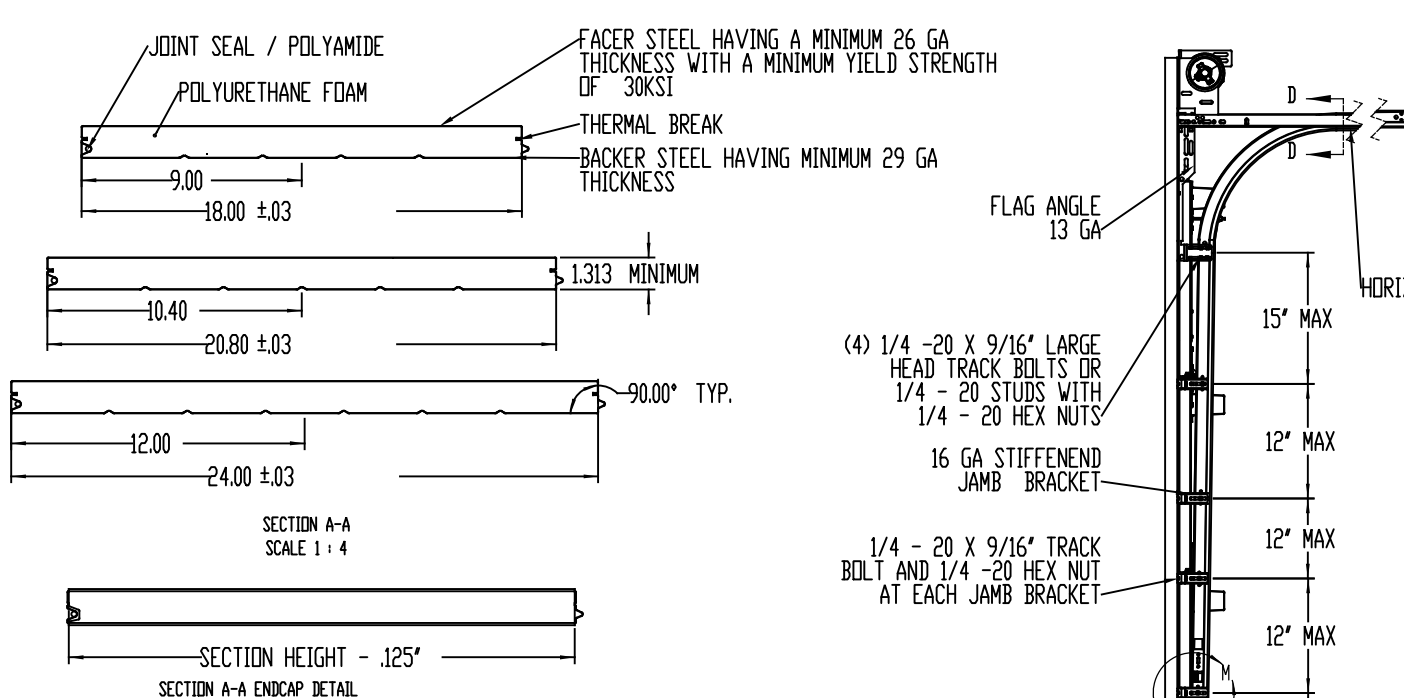 JOINT SEAL / POLYAMIDE
POLYURETHANE FOAM
FACER STEEL HAVING A MINIMUM 26 GA
THICKNESS WITH A MINIMUM YIELD STRENGTH
OF 30KSI
THERMAL BREAK
BACKER STEEL HAVING MINIMUM 29 GA
THICKNESS
9.00
18.00 ±.03
1.313 MINIMUM
10.40
20.80 ±.03
90.00° TYP.
12.00
24.00 ±.03
SECTION A-A
SCALE 1 : 4
SECTION HEIGHT - .125"
SECTION A-A ENDCAP DETAIL
D
D
FLAG ANGLE
13 GA
HORI
15" MAX
(4) 1/4 -20 X 9/16" LARGE
HEAD TRACK BOLTS OR
1/4 - 20 STUDS WITH
1/4 - 20 HEX NUTS
12" MAX
16 GA STIFFENEND
JAMB BRACKET
12" MAX
1/4 - 20 X 9/16" TRACK
BOLT AND 1/4 -20 HEX NUT
AT EACH JAMB BRACKET
12" MAX
M